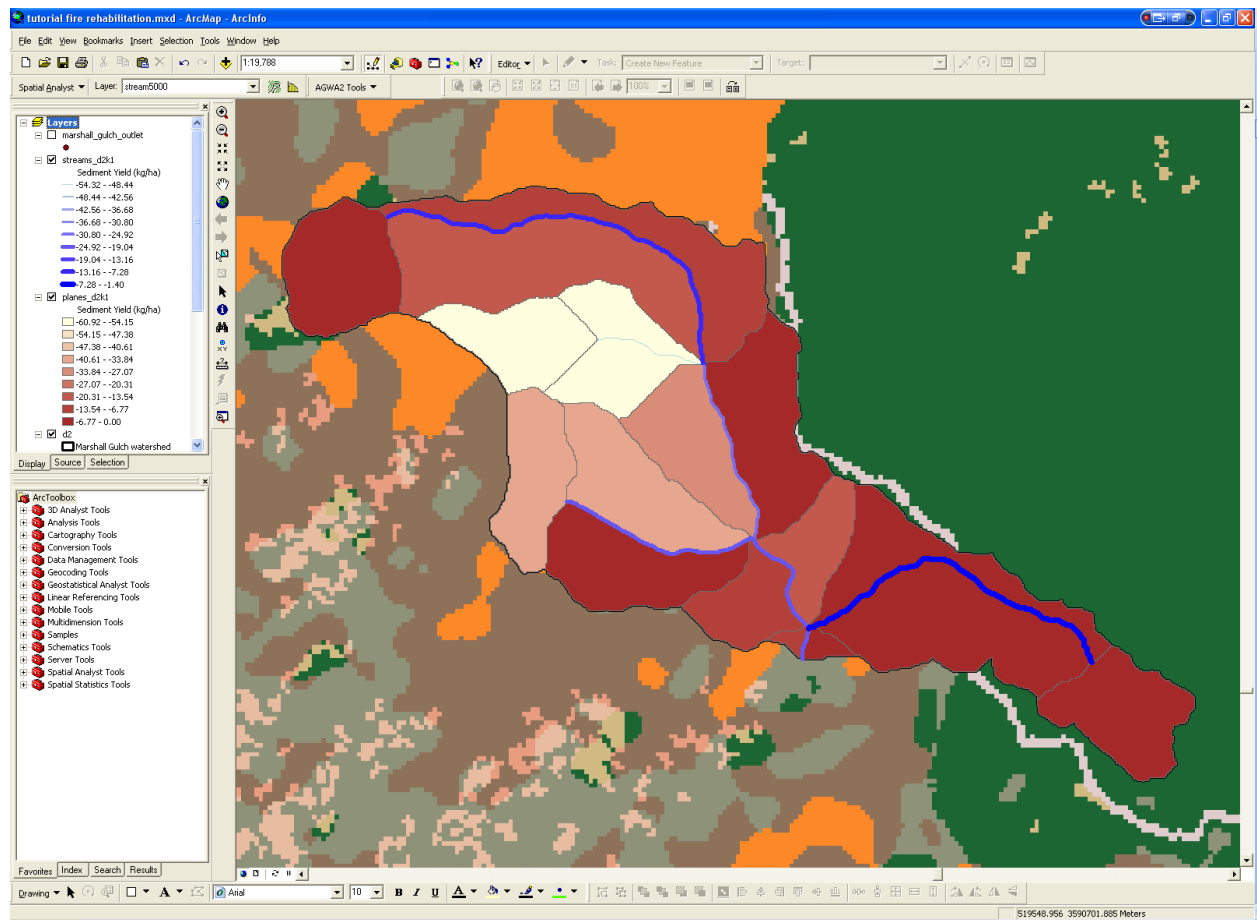 tutorial fire rehabilitation.mxd - ArcMap - ArcInfo
File Edit View Bookmarks Insert Selection Tools Window Help
1:19,788 Editor Task: Create New Feature Target:
Spatial Analyst Layer: stream5000 AGWA2 Tools 100%
Layers
marshall_gulch_outlet
streams_d2k1
Sediment Yield (kg/ha)
-54.32 - -48.44
-48.44 - -42.56
-42.56 - -36.68
-36.68 - -30.80
-30.80 - -24.92
-24.92 - -19.04
-19.04 - -13.16
-13.16 - -7.28
-7.28 - -1.40
planes_d2k1
Sediment Yield (kg/ha)
-60.92 - -54.15
-54.15 - -47.38
-47.38 - -40.61
-40.61 - -33.84
-33.84 - -27.07
-27.07 - -20.31
-20.31 - -13.54
-13.54 - -6.77
-6.77 - 0.00
d2
Marshall Gulch watershed
Display Source Selection
ArcToolbox
3D Analyst Tools
Analysis Tools
Cartography Tools
Conversion Tools
Data Management Tools
Geocoding Tools
Geostatistical Analyst Tools
Linear Referencing Tools
Mobile Tools
Multidimension Tools
Samples
Schematics Tools
Server Tools
Spatial Analyst Tools
Spatial Statistics Tools
Favorites Index Search Results
Drawing A Arial 10 B I U A
519548.956 3590701.885 Meters